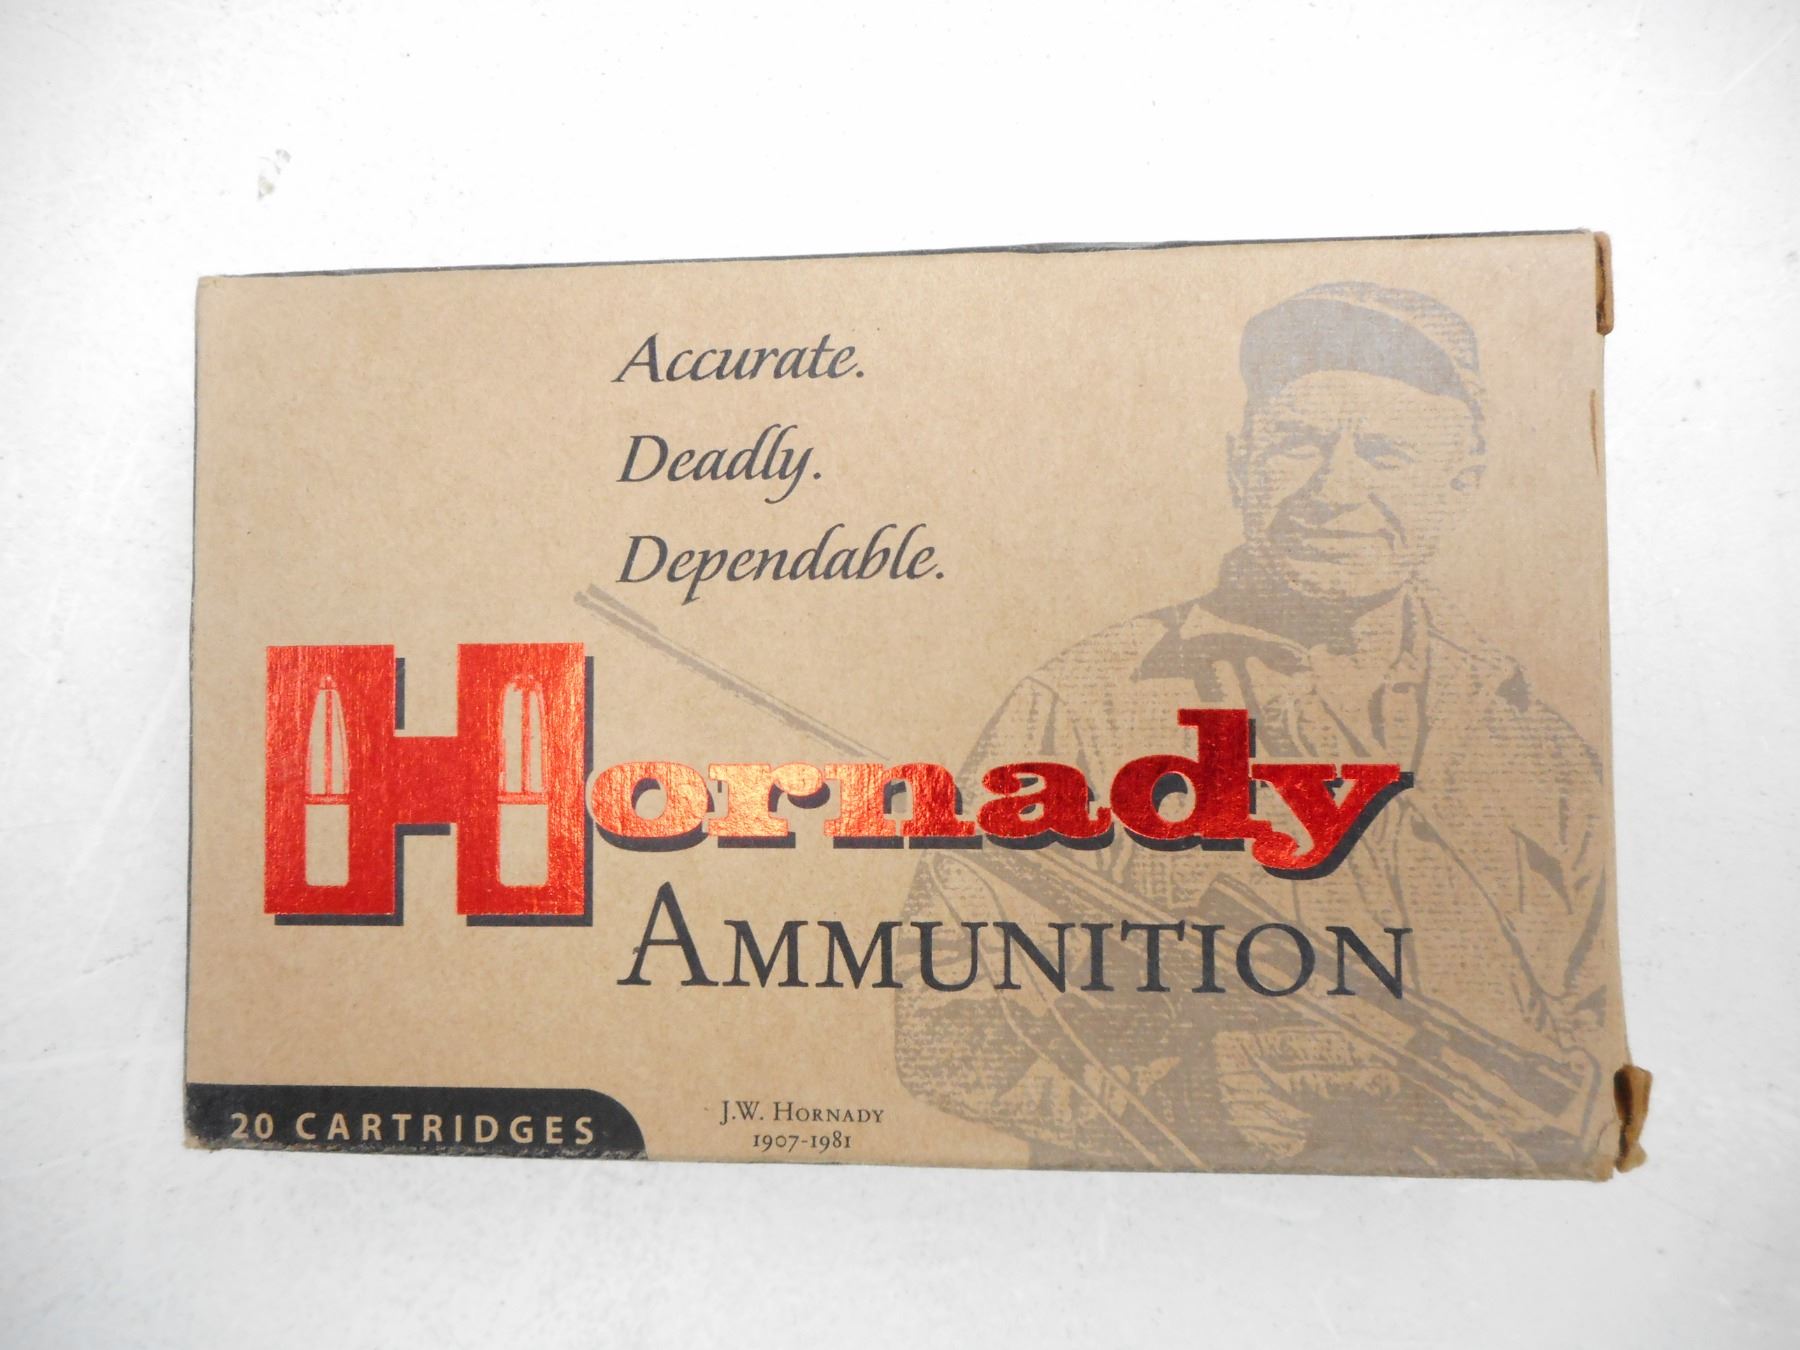 Accurate.
Deadly.
Dependable.
Hornady
AMMUNITION
20 CARTRIDGES
J.W. HORNADY
1907-1981